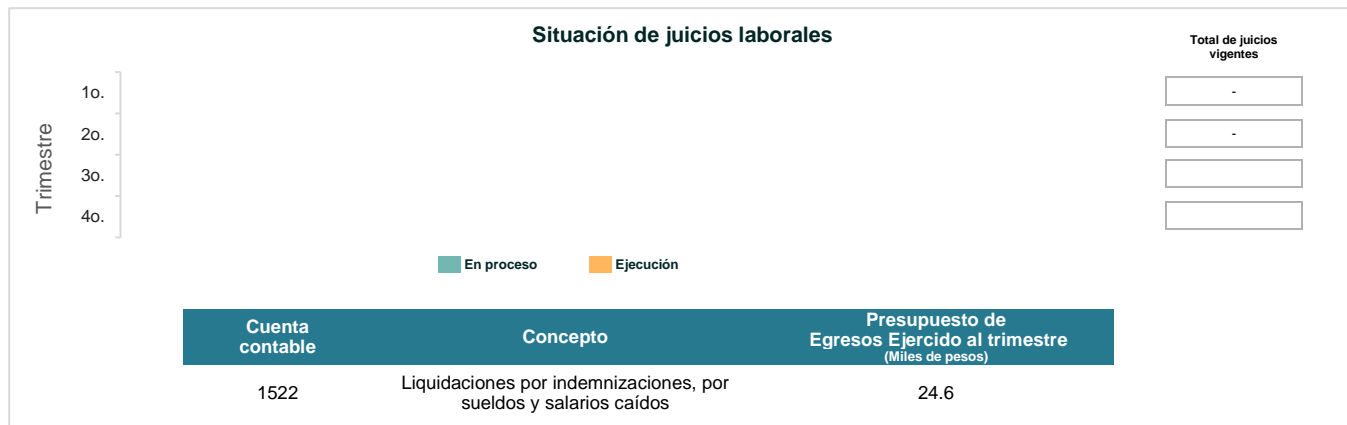 Situación de juicios laborales
Total de juicios
vigentes
Trimestre
1o.
-
2o.
-
3o.
4o.
En proceso
Ejecución
Cuenta
contable
Concepto
Presupuesto de
Egresos Ejercido al trimestre
(Miles de pesos)
1522
Liquidaciones por indemnizaciones, por
sueldos y salarios caídos
24.6